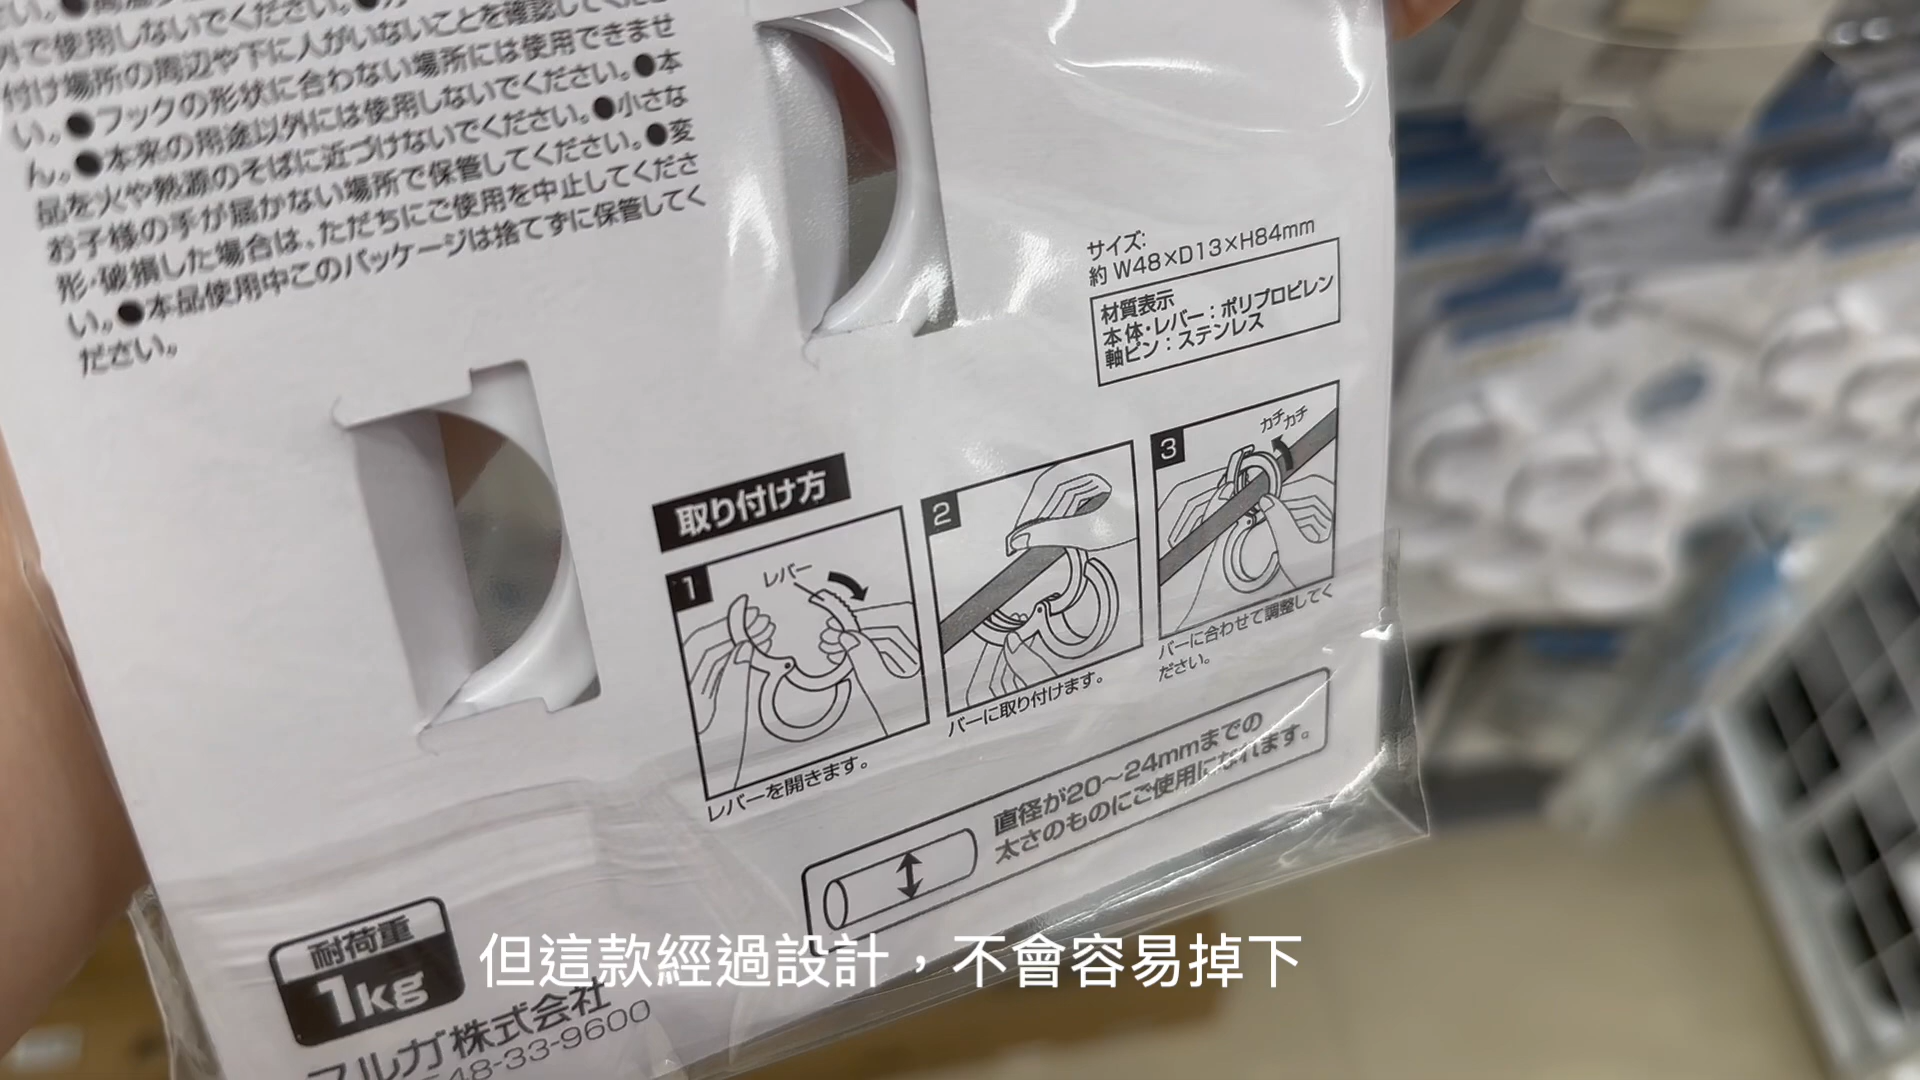 外で使用しないでください。
付け場所の周辺や下に人がいないことを確認してくださ
い。●フックの形状に合わない場所には使用できませ
ん。●本来の用途以外には使用しないでください。●本
品を火や熱源のそばに近づけないでください。●小さな
お子様の手が届かない場所で保管してください。●変
形・破損した場合は、ただちにご使用を中止してくださ
い。●本品使用中このパッケージは捨てずに保管してく
ださい。
サイズ:
約 W48×D13×H84mm
材質表示
本体・レバー：ポリプロピレン
軸ピン：ステンレス
取り付け方
1
レバー
レバーを開きます。
2
バーに取り付けます。
3
カチカチ
バーに合わせて調整してく
ださい。
直径が20〜24mmまでの
太さのものにご使用になれます。
耐荷重
1kg
株式会社
48-33-9600
但這款經過設計，不會容易掉下